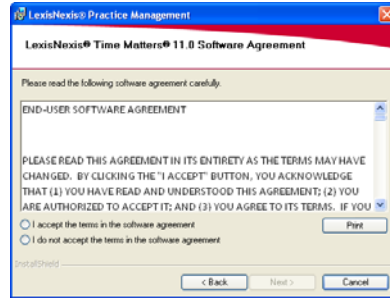 LexisNexis® Practice Management
LexisNexis® Time Matters® 11.0 Software Agreement
Please read the following software agreement carefully.
END-USER SOFTWARE AGREEMENT
PLEASE READ THIS AGREEMENT IN ITS ENTIRETY AS THE TERMS MAY HAVE
CHANGED. BY CLICKING THE "I ACCEPT" BUTTON, YOU ACKNOWLEDGE
THAT (1) YOU HAVE READ AND UNDERSTOOD THIS AGREEMENT; (2) YOU
ARE AUTHORIZED TO ACCEPT IT; AND (3) YOU AGREE TO ITS TERMS. IF YOU
I accept the terms in the software agreement
Print
I do not accept the terms in the software agreement
InstallShield
< Back Next > Cancel